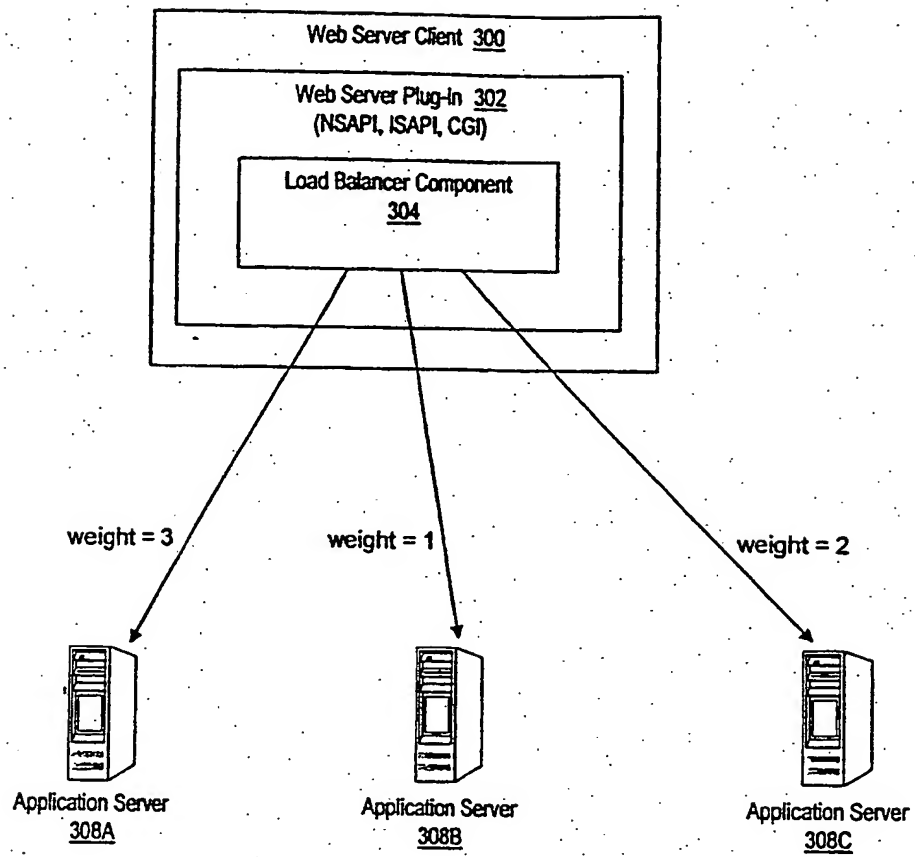 Web Server Client 300
Web Server Plug-In 302
(NSAPI, ISAPI, CGI)
Load Balancer Component
304
weight = 3
weight = 1
weight = 2
Application Server
308A
Application Server
308B
Application Server
308C